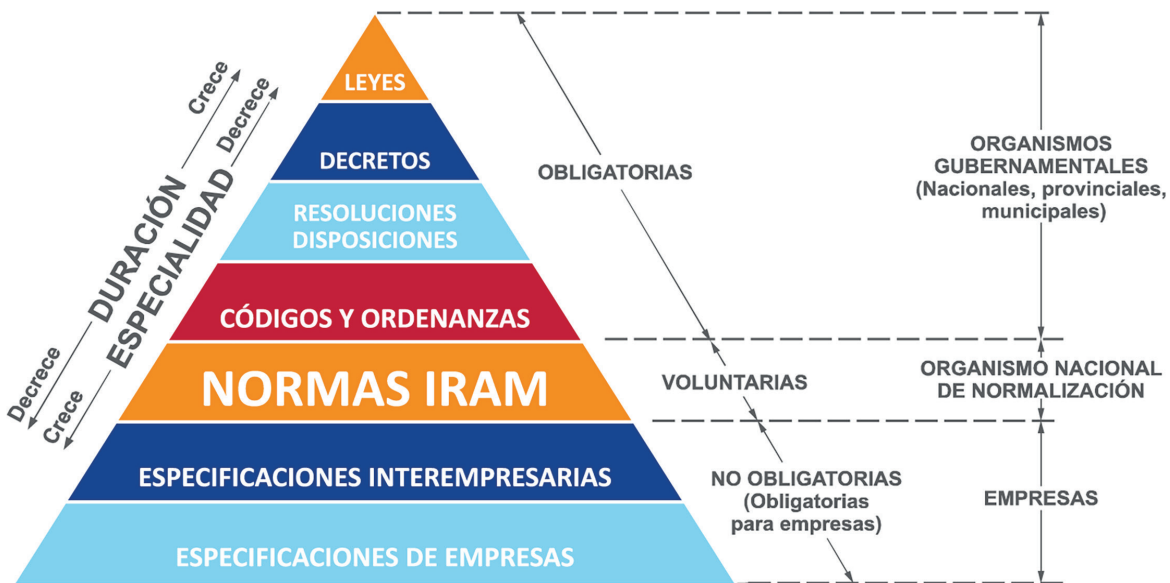 LEYES
DECRETOS
RESOLUCIONES
DISPOSICIONES
CÓDIGOS Y ORDENANZAS
NORMAS IRAM
ESPECIFICACIONES INTEREMPRESARIAS
ESPECIFICACIONES DE EMPRESAS
Decrece DURACIÓN Crece
Crece ESPECIALIDAD Decrece
OBLIGATORIAS
VOLUNTARIAS
NO OBLIGATORIAS
(Obligatorias
para empresas)
ORGANISMOS
GUBERNAMENTALES
(Nacionales, provinciales,
municipales)
ORGANISMO NACIONAL
DE NORMALIZACIÓN
EMPRESAS